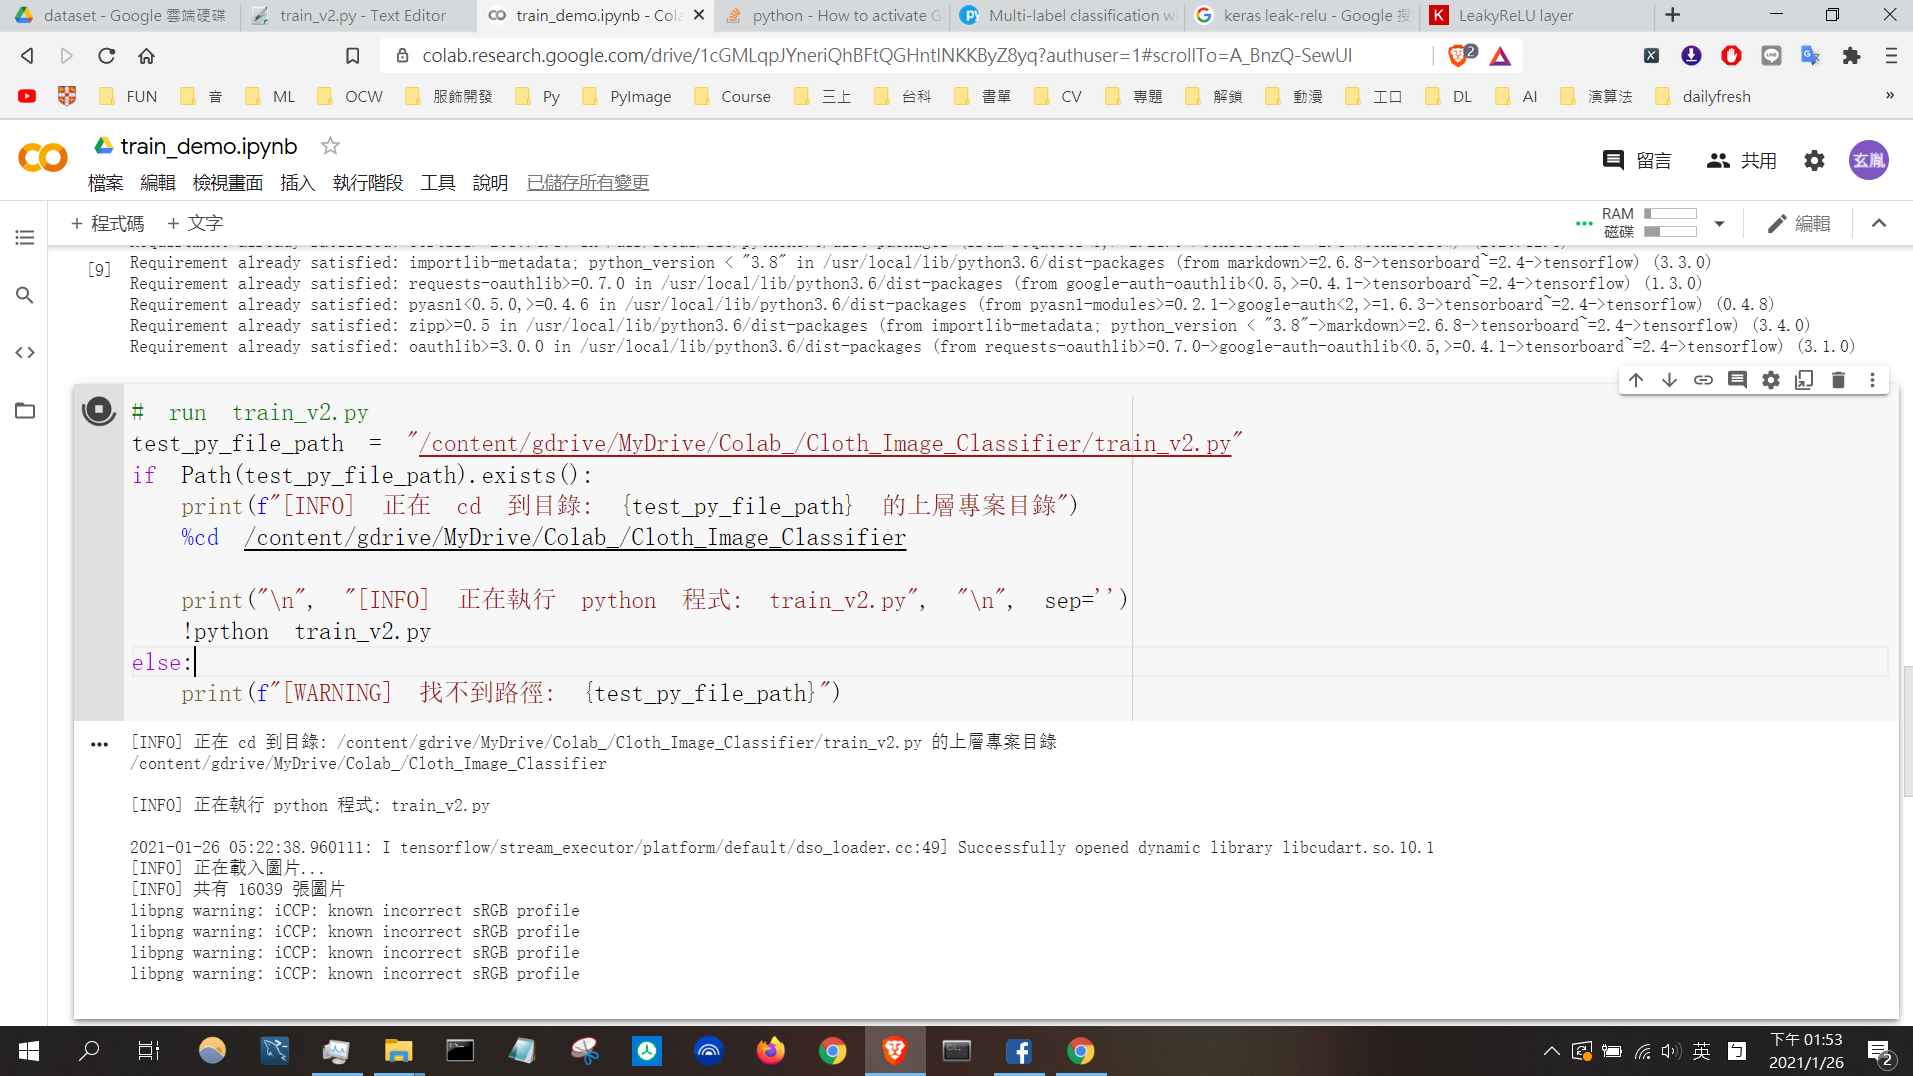 dataset - Google 雲端硬碟
train_v2.py - Text Editor
train_demo.ipynb - Cola
python - How to activate G
Multi-label classification wi
keras leak-relu - Google 搜
LeakyReLU layer
colab.research.google.com/drive/1cGMLqpJYneriQhBFtQGHntINKKByZ8yq?authuser=1#scrollTo=A_BnzQ-SewUI
2
FUN 音 ML OCW 服飾開發 Py PyImage Course 三上 台科 書單 CV 專題 解鎖 動漫 工口 DL AI 演算法 dailyfresh »
train_demo.ipynb
留言 共用 玄胤
檔案 編輯 檢視畫面 插入 執行階段 工具 說明 已儲存所有變更
+ 程式碼 + 文字
RAM
磁碟
編輯
[9]
Requirement already satisfied: importlib-metadata; python_version < "3.8" in /usr/local/lib/python3.6/dist-packages (from markdown>=2.6.8->tensorboard~=2.4->tensorflow) (3.3.0)
Requirement already satisfied: requests-oauthlib>=0.7.0 in /usr/local/lib/python3.6/dist-packages (from google-auth-oauthlib<0.5,>=0.4.1->tensorboard~=2.4->tensorflow) (1.3.0)
Requirement already satisfied: pyasn1<0.5.0,>=0.4.6 in /usr/local/lib/python3.6/dist-packages (from pyasn1-modules>=0.2.1->google-auth<2,>=1.6.3->tensorboard~=2.4->tensorflow) (0.4.8)
Requirement already satisfied: zipp>=0.5 in /usr/local/lib/python3.6/dist-packages (from importlib-metadata; python_version < "3.8"->markdown>=2.6.8->tensorboard~=2.4->tensorflow) (3.4.0)
Requirement already satisfied: oauthlib>=3.0.0 in /usr/local/lib/python3.6/dist-packages (from requests-oauthlib>=0.7.0->google-auth-oauthlib<0.5,>=0.4.1->tensorboard~=2.4->tensorflow) (3.1.0)
# run train_v2.py
test_py_file_path = "/content/gdrive/MyDrive/Colab_/Cloth_Image_Classifier/train_v2.py"
if Path(test_py_file_path).exists():
print(f"[INFO] 正在 cd 到目錄: {test_py_file_path} 的上層專案目錄")
%cd /content/gdrive/MyDrive/Colab_/Cloth_Image_Classifier
print("\n", "[INFO] 正在執行 python 程式: train_v2.py", "\n", sep='')
!python train_v2.py
else:
print(f"[WARNING] 找不到路徑: {test_py_file_path}")
[INFO] 正在 cd 到目錄: /content/gdrive/MyDrive/Colab_/Cloth_Image_Classifier/train_v2.py 的上層專案目錄
/content/gdrive/MyDrive/Colab_/Cloth_Image_Classifier
[INFO] 正在執行 python 程式: train_v2.py
2021-01-26 05:22:38.960111: I tensorflow/stream_executor/platform/default/dso_loader.cc:49] Successfully opened dynamic library libcudart.so.10.1
[INFO] 正在載入圖片...
[INFO] 共有 16039 張圖片
libpng warning: iCCP: known incorrect sRGB profile
libpng warning: iCCP: known incorrect sRGB profile
libpng warning: iCCP: known incorrect sRGB profile
libpng warning: iCCP: known incorrect sRGB profile
英
下午 01:53
2021/1/26
2